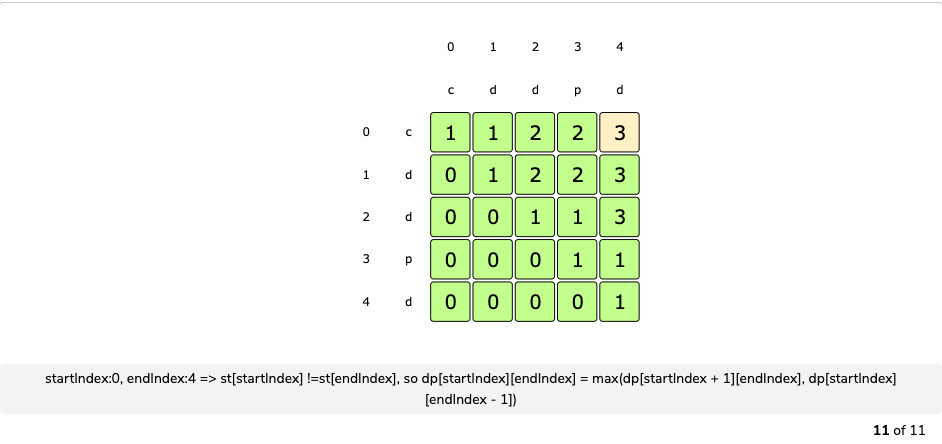 0 1 2 3 4
c d d p d
0 c 1 1 2 2 3
1 d 0 1 2 2 3
2 d 0 0 1 1 3
3 p 0 0 0 1 1
4 d 0 0 0 0 1
startIndex:0, endIndex:4 => st[startIndex] !=st[endIndex], so dp[startIndex][endIndex] = max(dp[startIndex + 1][endIndex], dp[startIndex]
[endIndex - 1])
11 of 11